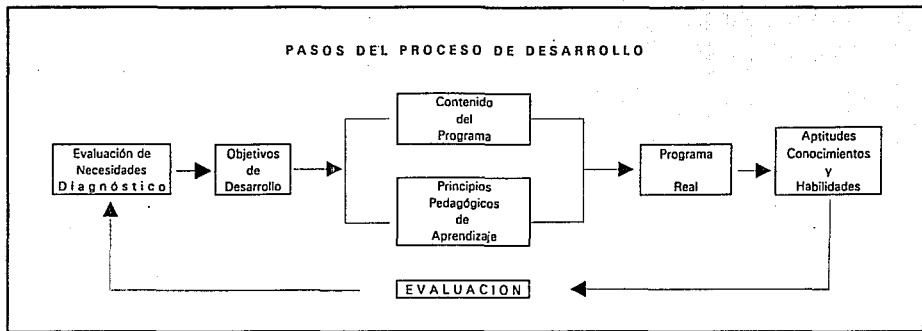 PASOS DEL PROCESO DE DESARROLLO
Evaluación de
Necesidades
Diagnóstico
Objetivos
de
Desarrollo
Contenido
del
Programa
Principios
Pedagógicos
de
Aprendizaje
Programa
Real
Aptitudes
Conocimientos
y
Habilidades
EVALUACION